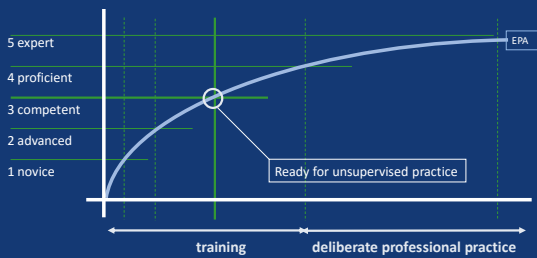 5 expert
EPA
4 proficient
3 competent
2 advanced
1 novice
Ready for unsupervised practice
training
deliberate professional practice